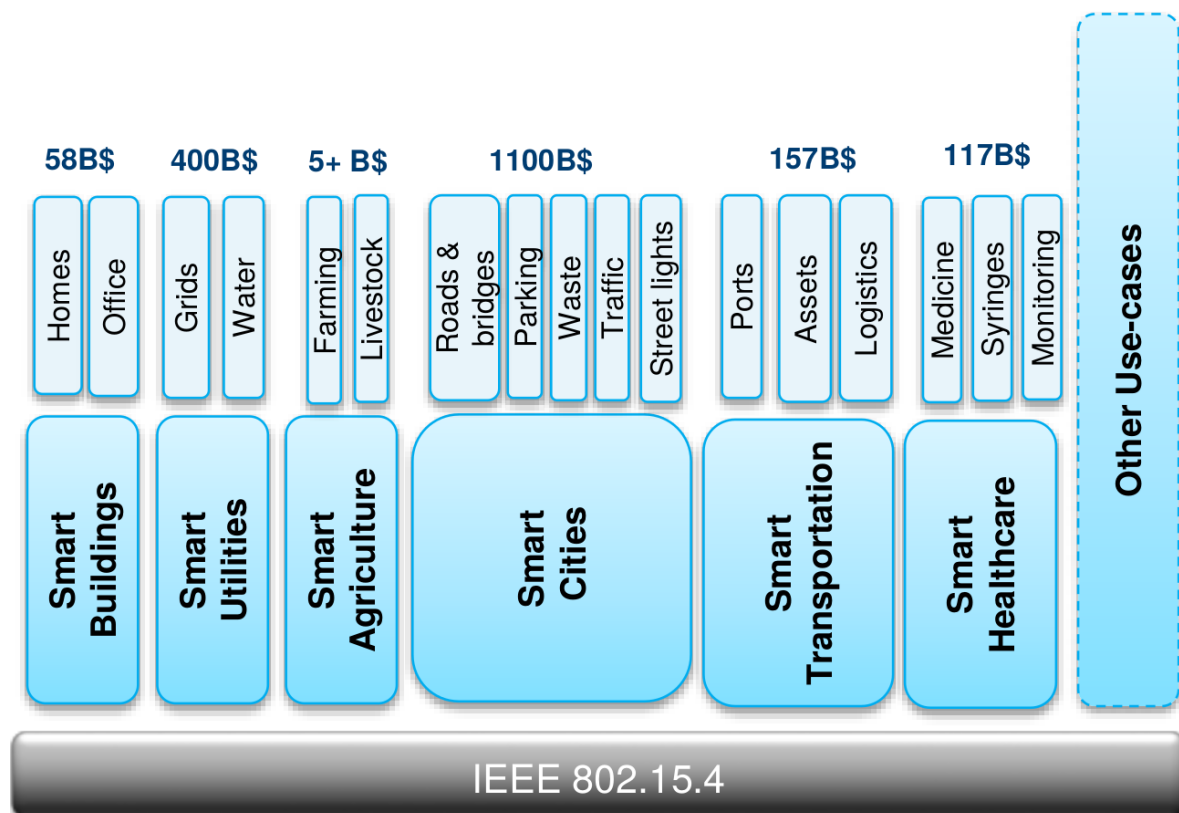 58B$
400B$
5+ B$
1100B$
157B$
117B$
Homes
Office
Grids
Water
Farming
Livestock
Roads &
bridges
Parking
Waste
Traffic
Street lights
Ports
Assets
Logistics
Medicine
Syringes
Monitoring
Smart
Buildings
Smart
Utilities
Smart
Agriculture
Smart
Cities
Smart
Transportation
Smart
Healthcare
Other Use-cases
IEEE 802.15.4